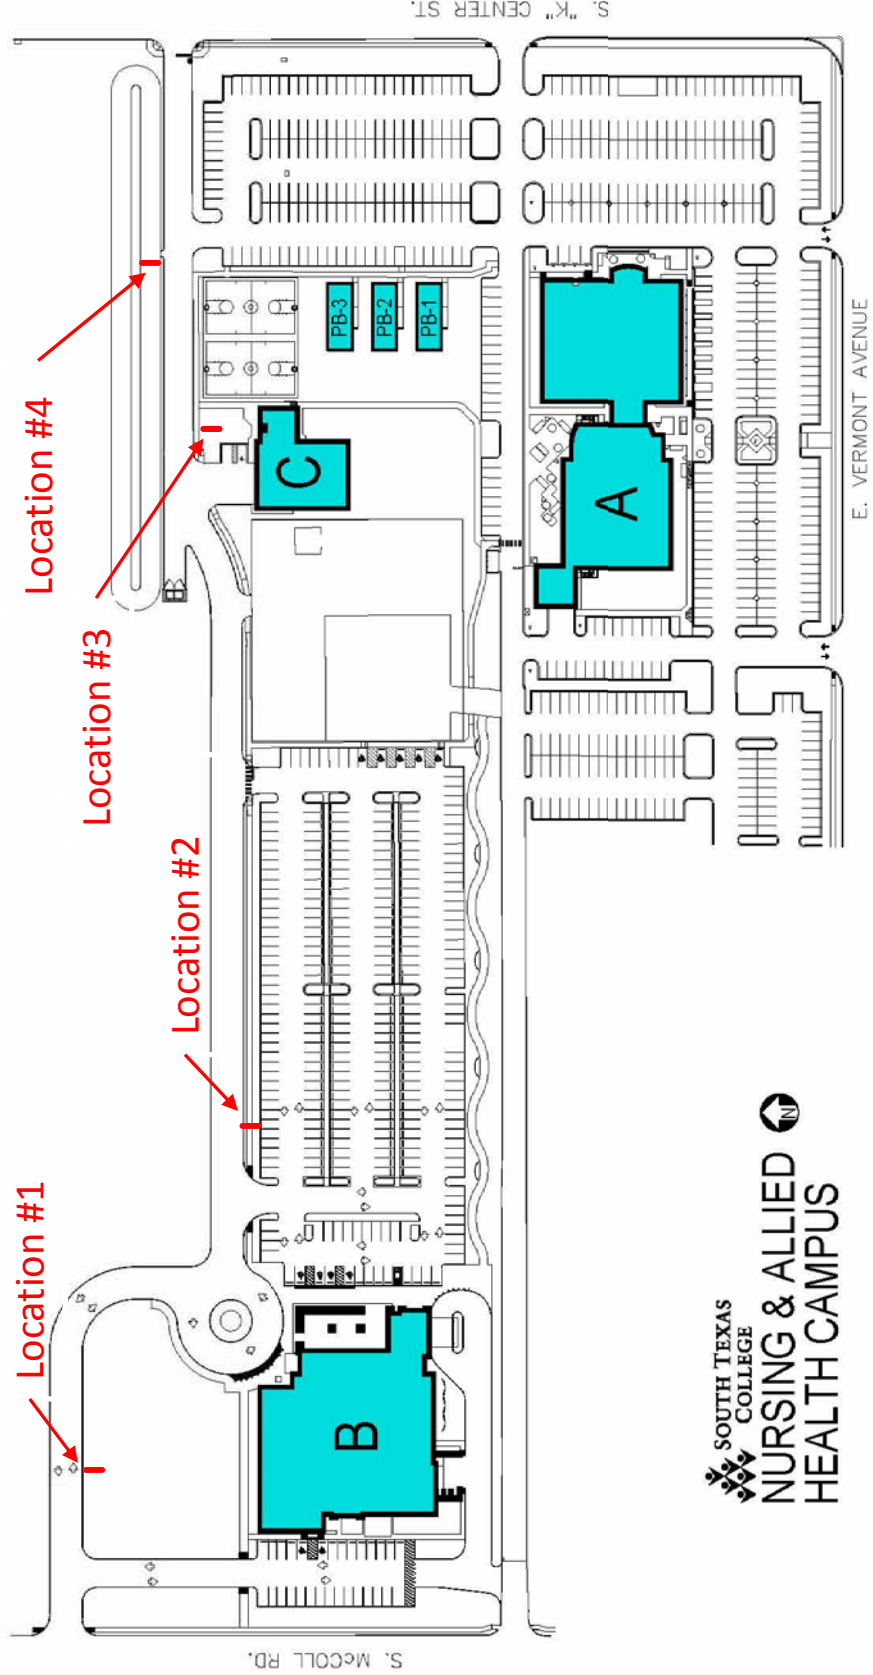 S. "K" CENTER ST.
Location #4
Location #3
Location #2
Location #1
PB-3
PB-2
PB-1
C
A
B
E. VERMONT AVENUE
S. McCOLL RD.
N
SOUTH TEXAS
COLLEGE
NURSING & ALLIED
HEALTH CAMPUS